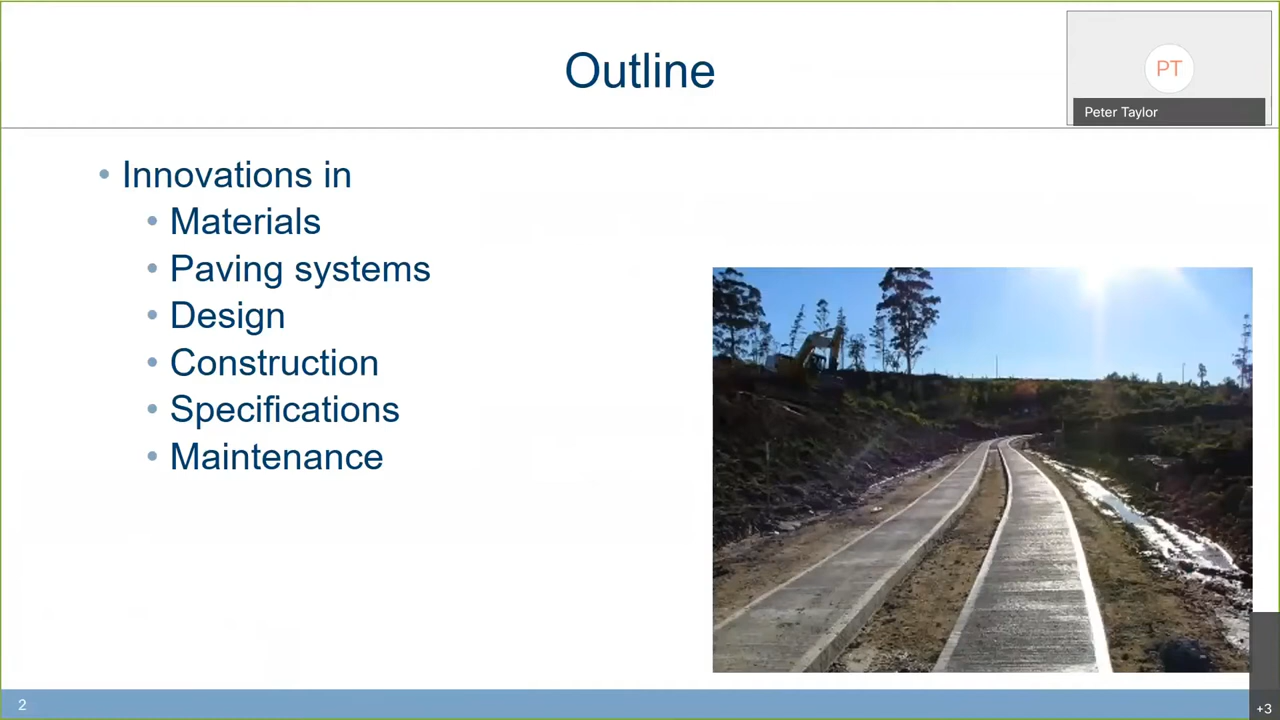 Outline
PT
Peter Taylor
• Innovations in
• Materials
• Paving systems
• Design
• Construction
• Specifications
• Maintenance
2
+3